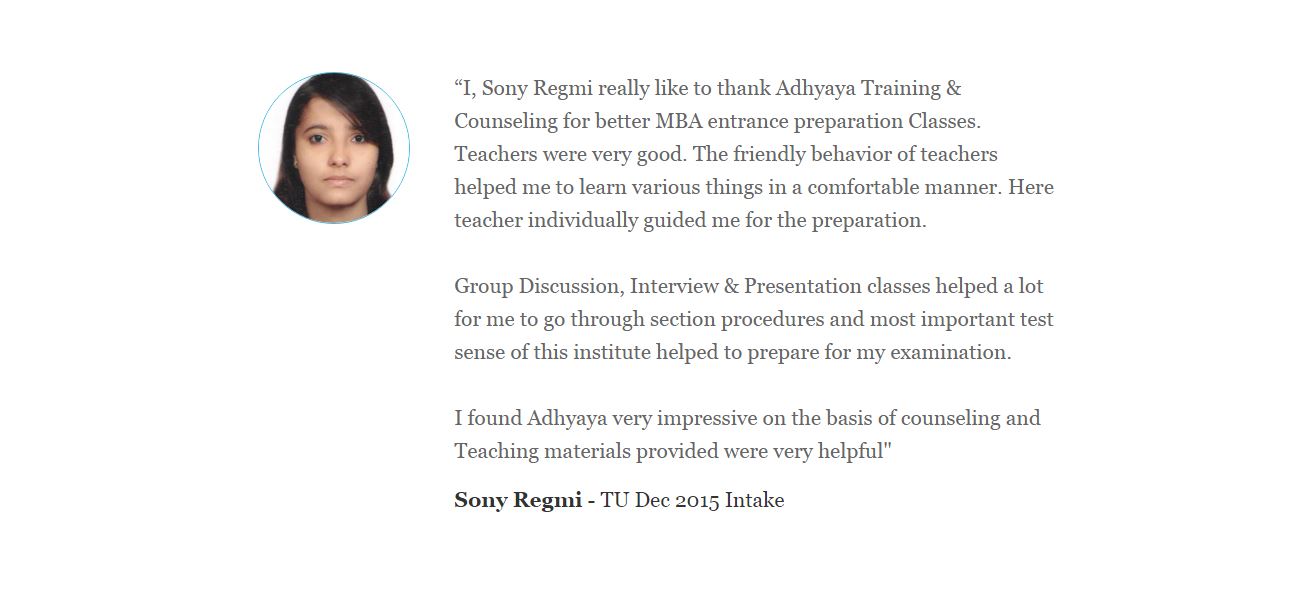 “I, Sony Regmi really like to thank Adhyaya Training &
Counseling for better MBA entrance preparation Classes.
Teachers were very good. The friendly behavior of teachers
helped me to learn various things in a comfortable manner. Here
teacher individually guided me for the preparation.
Group Discussion, Interview & Presentation classes helped a lot
for me to go through section procedures and most important test
sense of this institute helped to prepare for my examination.
I found Adhyaya very impressive on the basis of counseling and
Teaching materials provided were very helpful"
Sony Regmi - TU Dec 2015 Intake